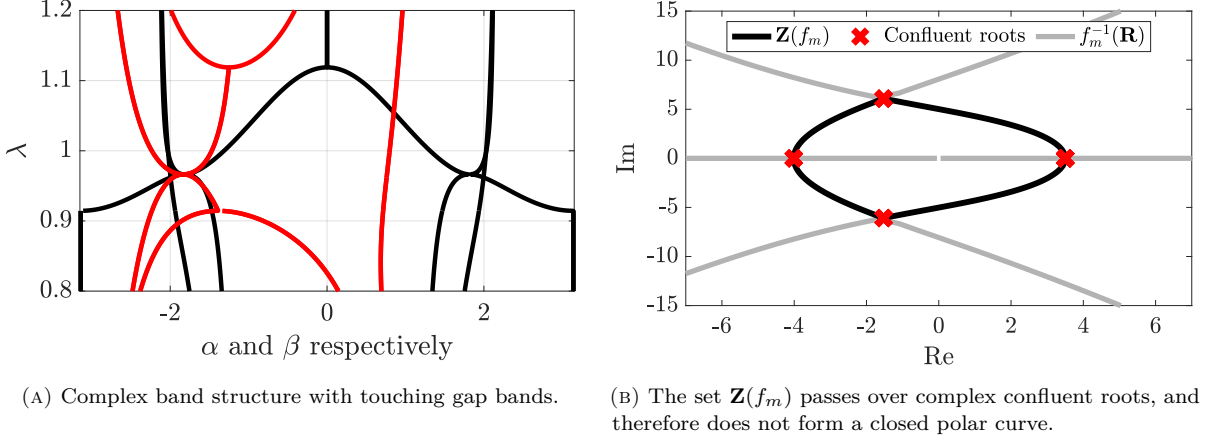 1.2
1.1
1
0.9
0.8
λ
-2
0
2
α and β respectively
(A) Complex band structure with touching gap bands.
Z(f_m) Confluent roots f_m^{-1}(R)
15
10
5
0
-5
-10
-15
Im
-6
-4
-2
0
2
4
6
Re
(B) The set Z(f_m) passes over complex confluent roots, and
therefore does not form a closed polar curve.